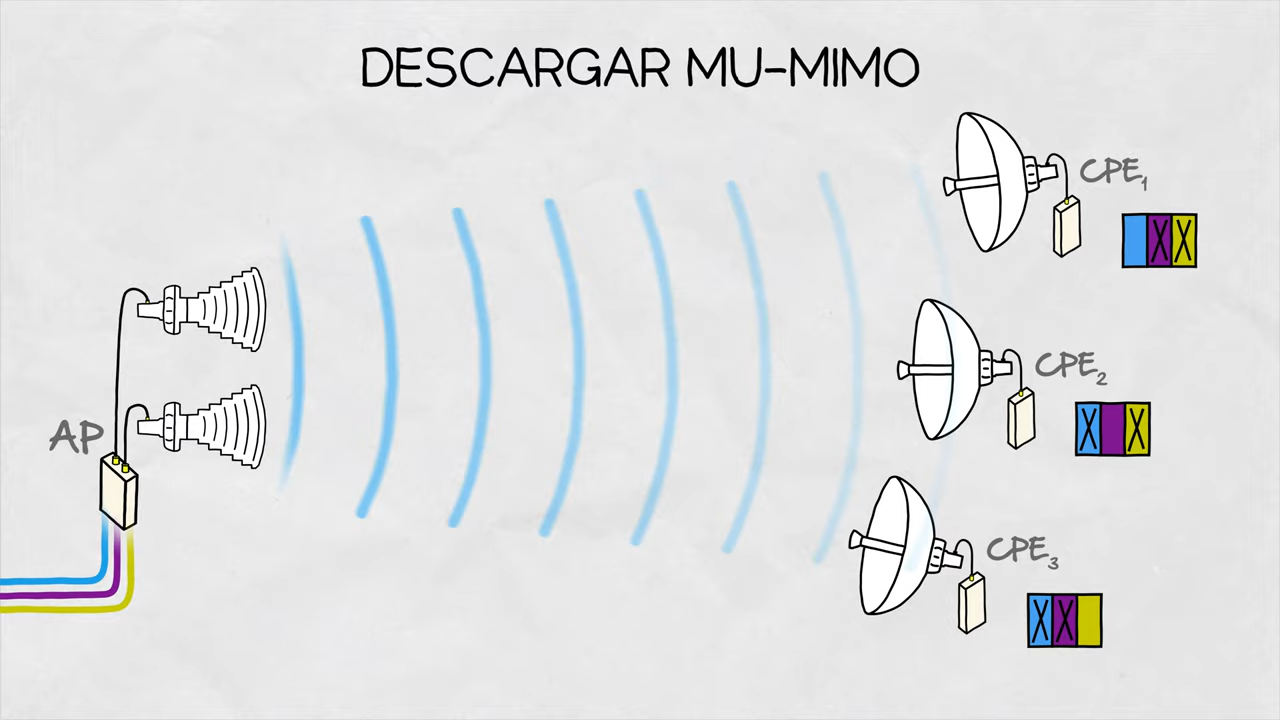 DESCARGAR MU-MIMO
CPE₁
X X
CPE₂
X X
AP
CPE₃
X X